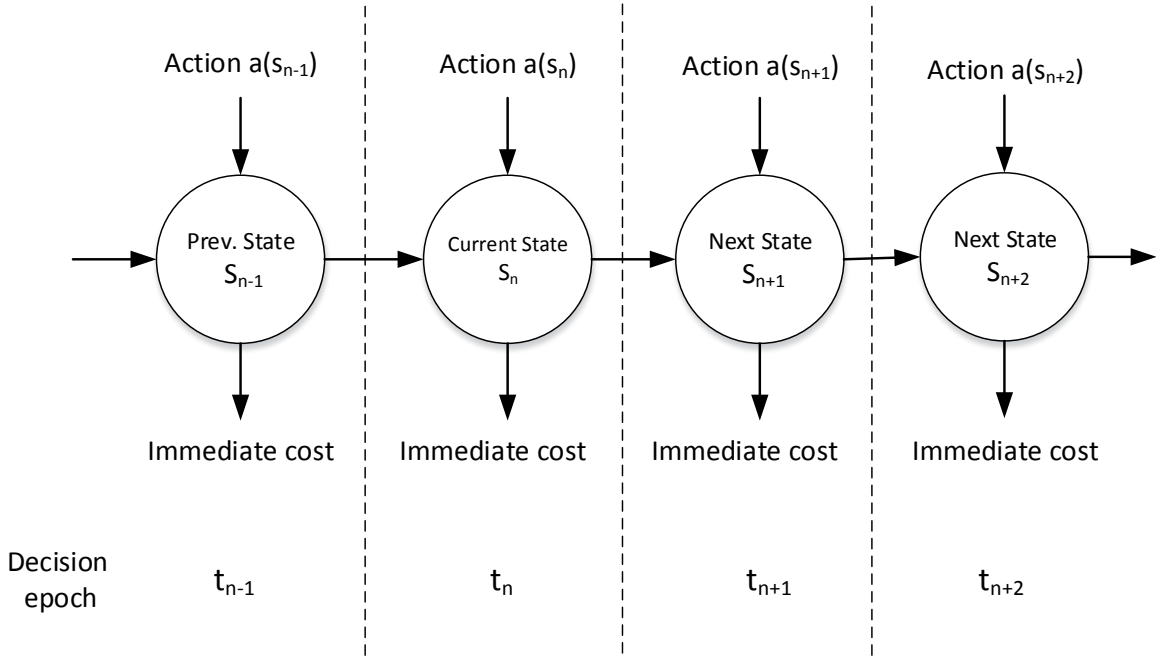 Action a(sn-1)
Action a(sn)
Action a(sn+1)
Action a(sn+2)
Prev. State
Sn-1
Current State
Sn
Next State
Sn+1
Next State
Sn+2
Immediate cost
Immediate cost
Immediate cost
Immediate cost
Decision
epoch
tn-1
tn
tn+1
tn+2